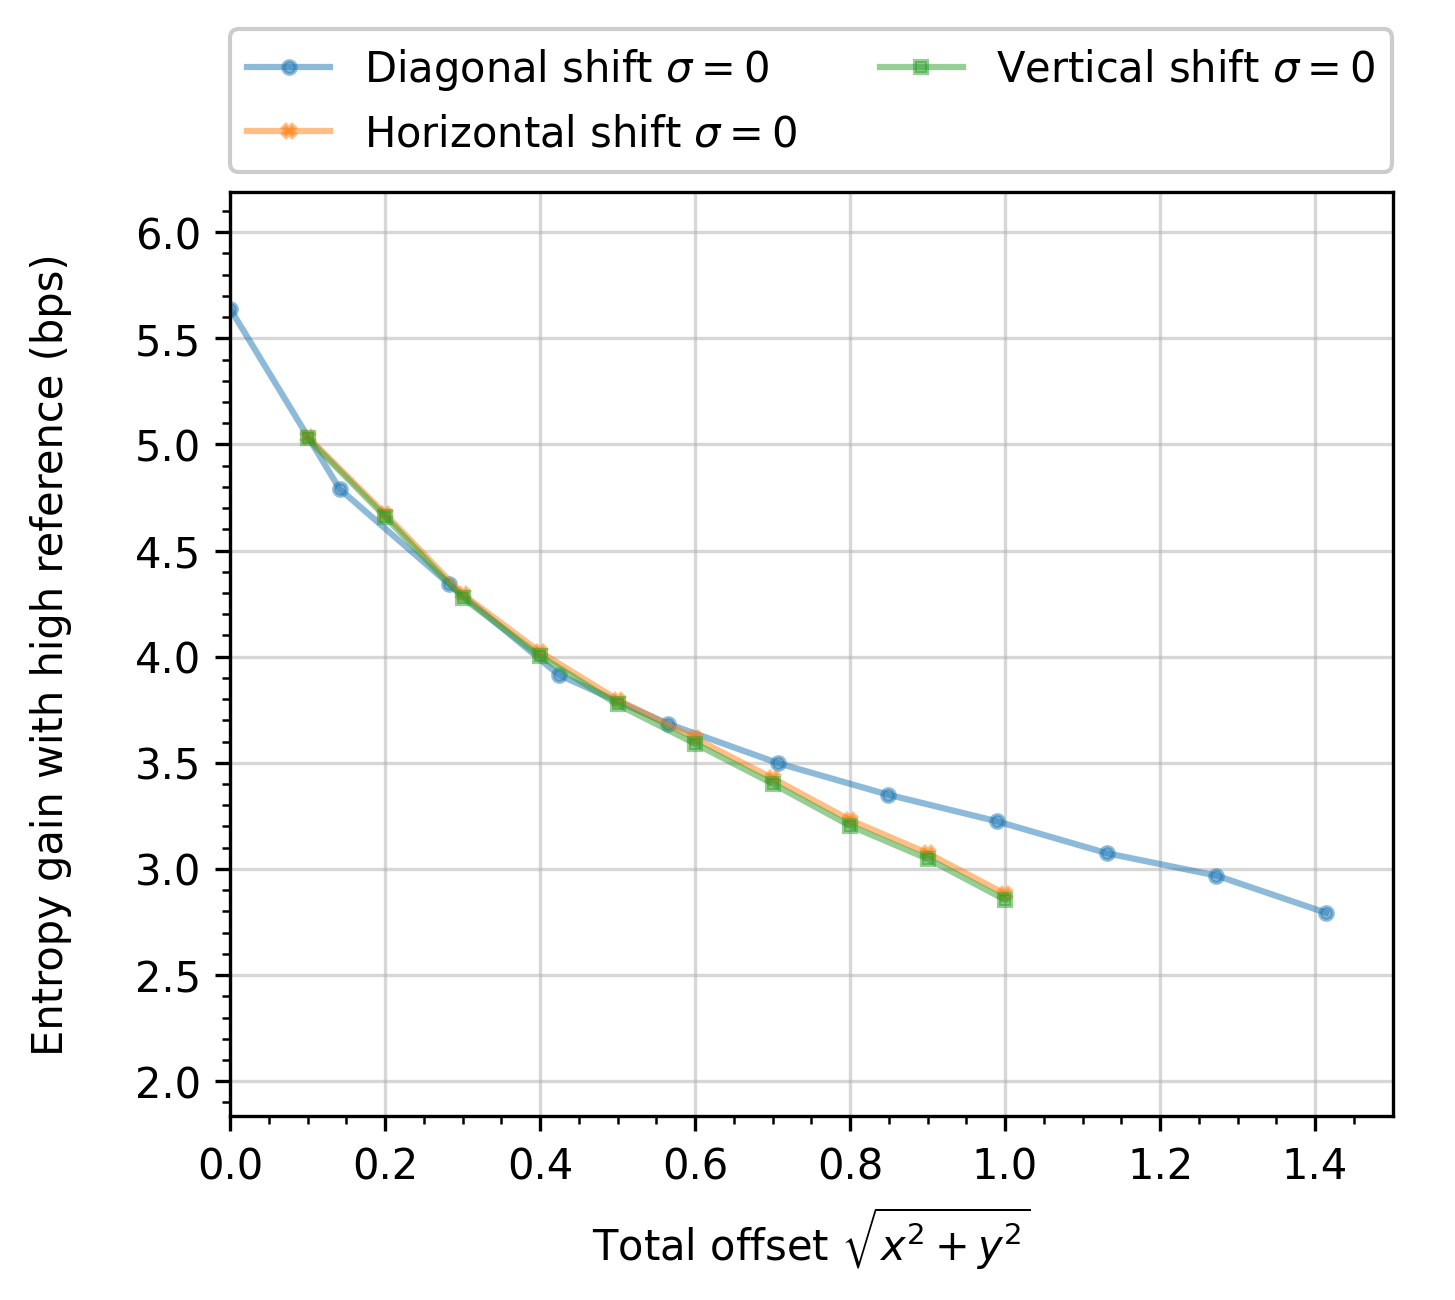 Diagonal shift σ = 0
Horizontal shift σ = 0
Vertical shift σ = 0
Entropy gain with high reference (bps)
6.0
5.5
5.0
4.5
4.0
3.5
3.0
2.5
2.0
0.0 0.2 0.4 0.6 0.8 1.0 1.2 1.4
Total offset √x² + y²